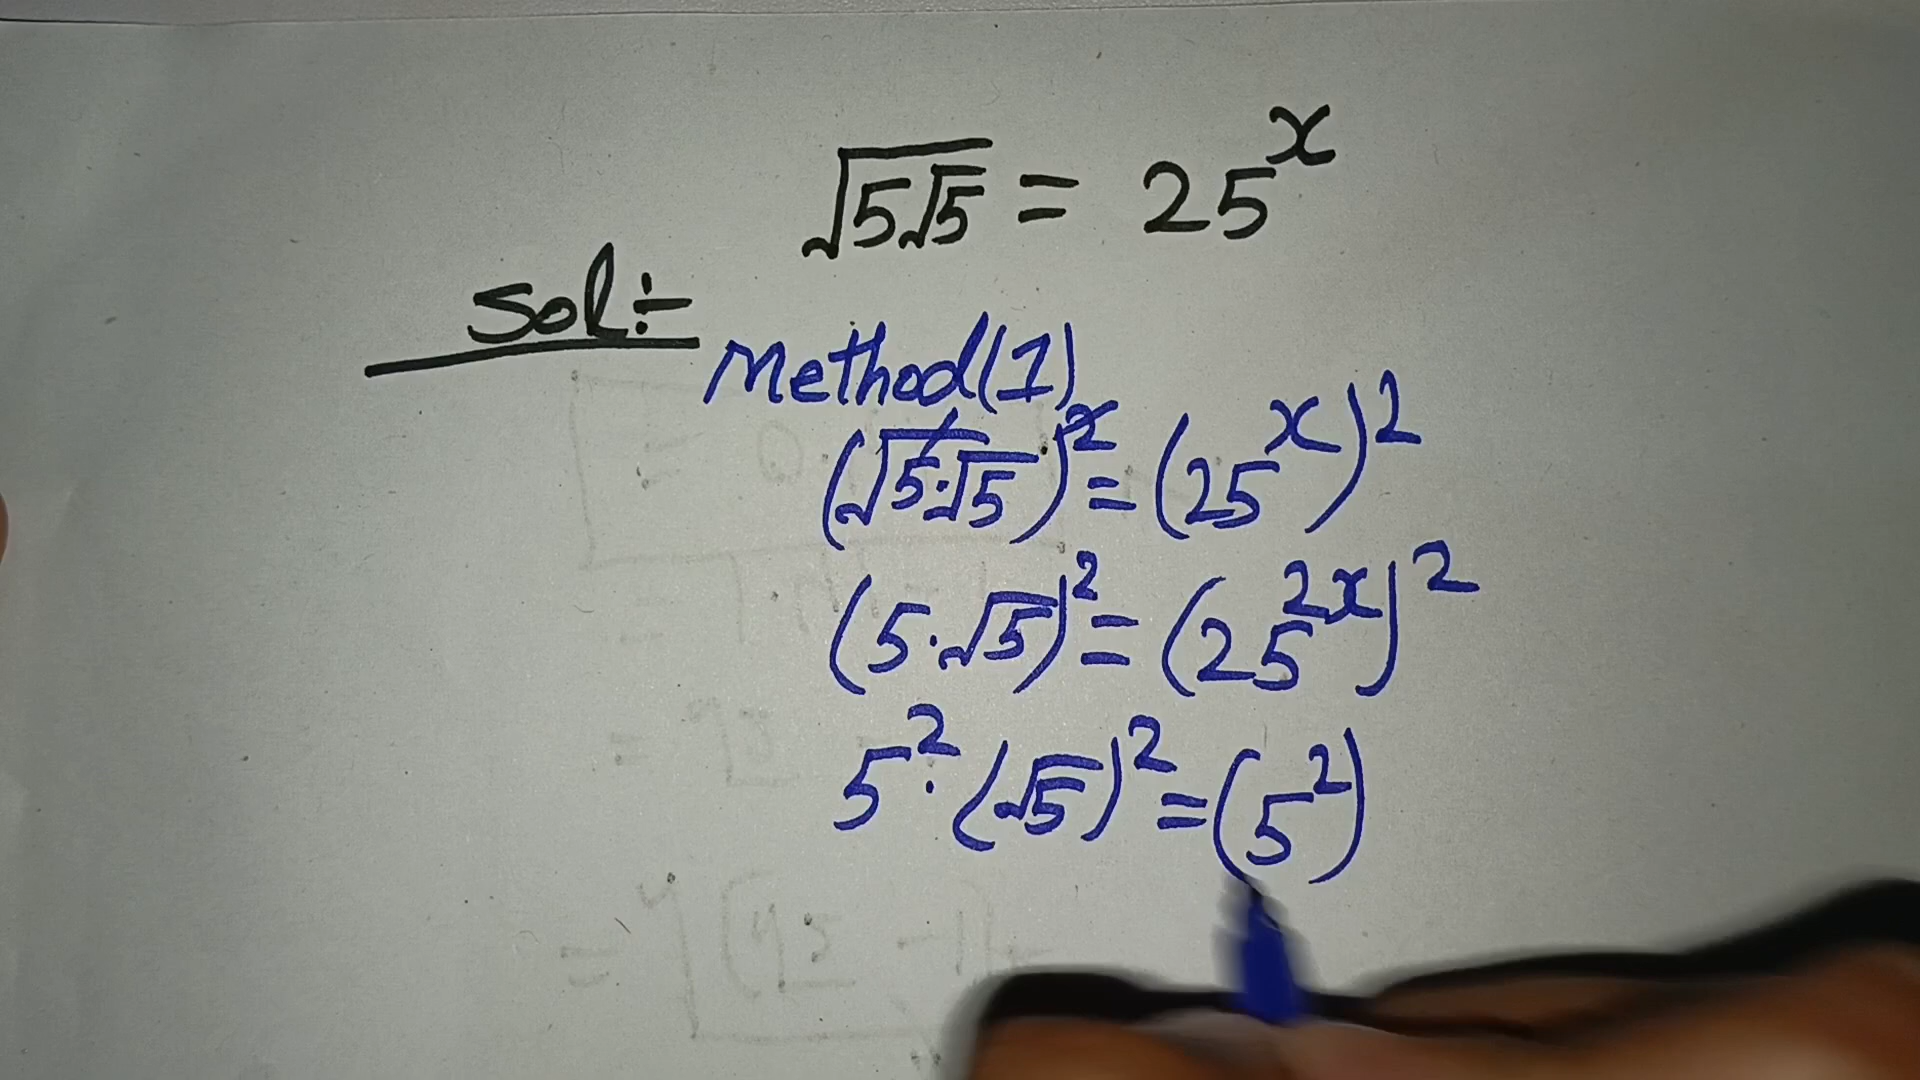 √(5√5) = 25^x
Sol:-
Method(1)
(√(5·√5))^2 = (25^x)^2
(5·√5)^2 = (25^2x)^2
5^2·(√5)^2 = (5^2)